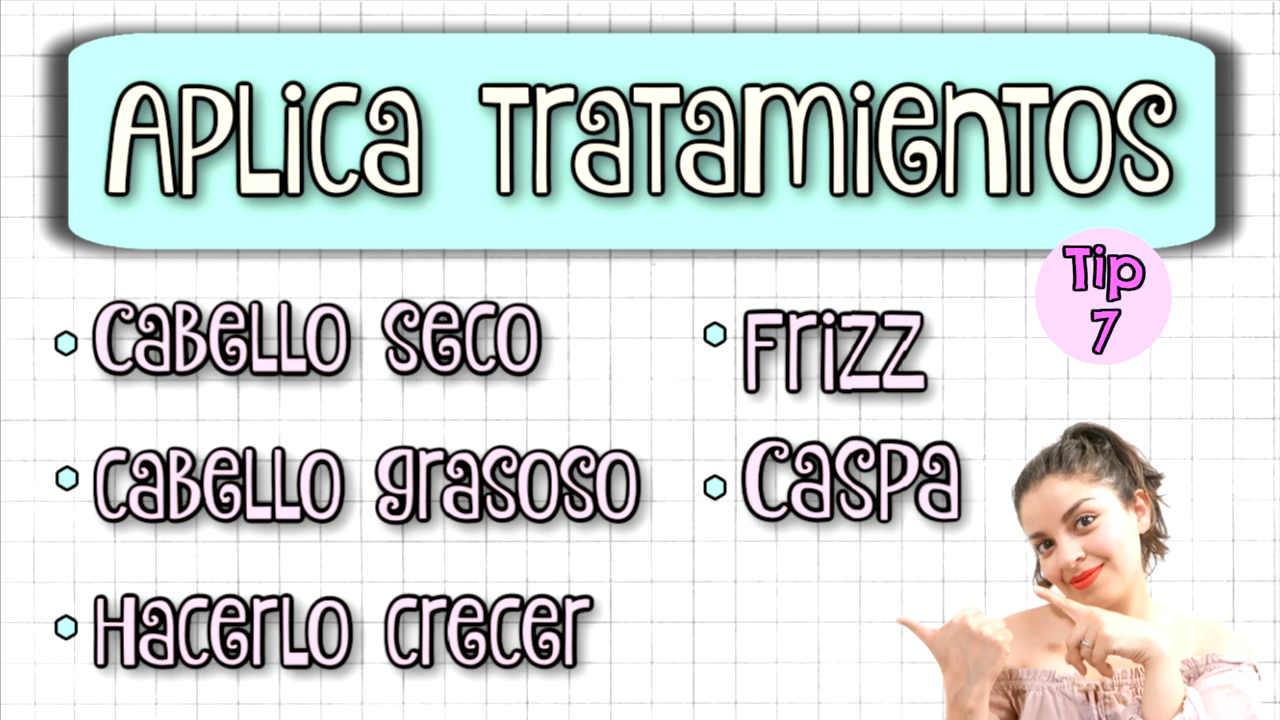 Aplica Tratamientos
Tip
7
Cabello seco
Cabello grasoso
Hacerlo crecer
Frizz
Caspa